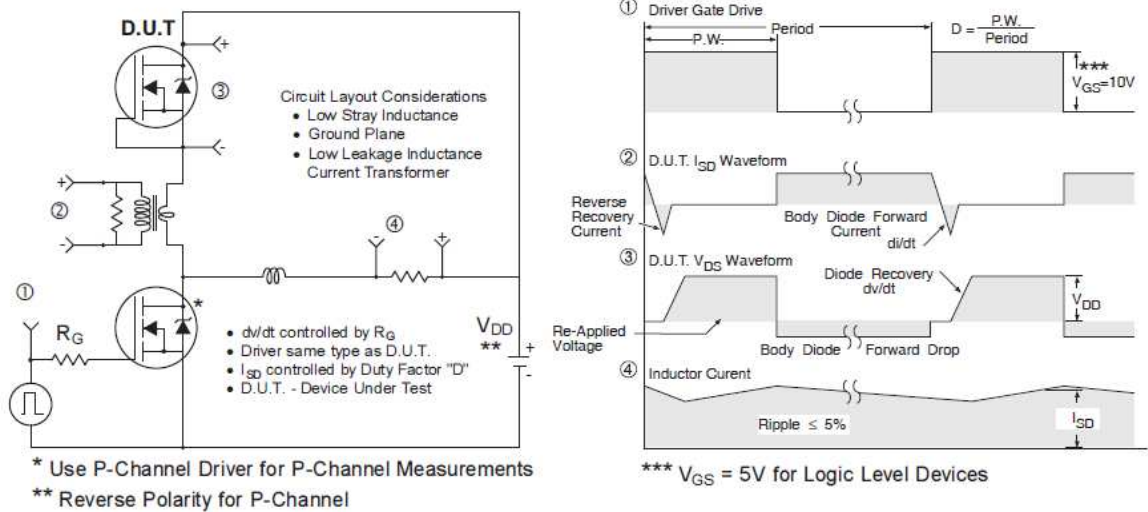 D.U.T
+
③
-
Circuit Layout Considerations
• Low Stray Inductance
• Ground Plane
• Low Leakage Inductance
Current Transformer
+
②
-
④
-
+
①
R_G
*
• dv/dt controlled by R_G
• Driver same type as D.U.T.
• I_SD controlled by Duty Factor "D"
• D.U.T. - Device Under Test
V_DD
**
+
-
* Use P-Channel Driver for P-Channel Measurements
** Reverse Polarity for P-Channel
① Driver Gate Drive
P.W.
Period
D = P.W.
Period
***
V_GS=10V
② D.U.T. I_SD Waveform
Reverse
Recovery
Current
Body Diode Forward
Current
di/dt
③ D.U.T. V_DS Waveform
Diode Recovery
dv/dt
V_DD
Re-Applied
Voltage
Body Diode Forward Drop
④ Inductor Curent
Ripple ≤ 5%
I_SD
*** V_GS = 5V for Logic Level Devices